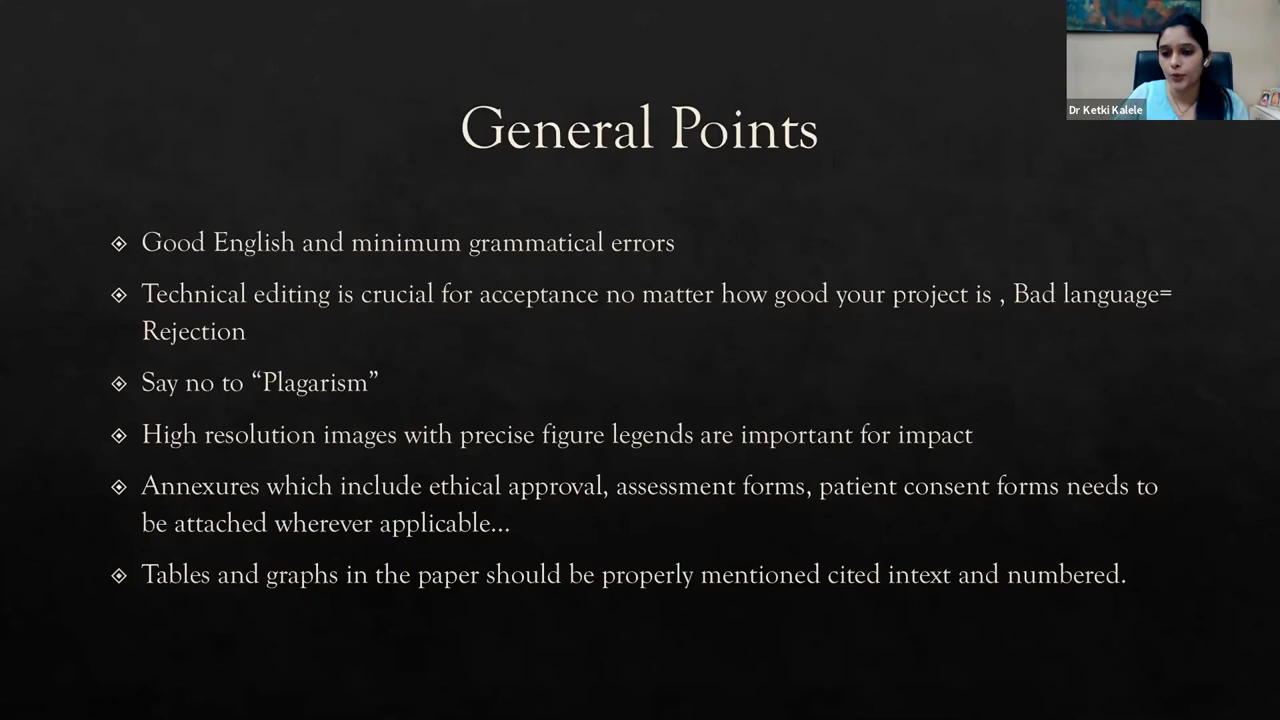 Dr Ketki Kalele
General Points
Good English and minimum grammatical errors
Technical editing is crucial for acceptance no matter how good your project is , Bad language=
Rejection
Say no to “Plagarism”
High resolution images with precise figure legends are important for impact
Annexures which include ethical approval, assessment forms, patient consent forms needs to
be attached wherever applicable...
Tables and graphs in the paper should be properly mentioned cited intext and numbered.